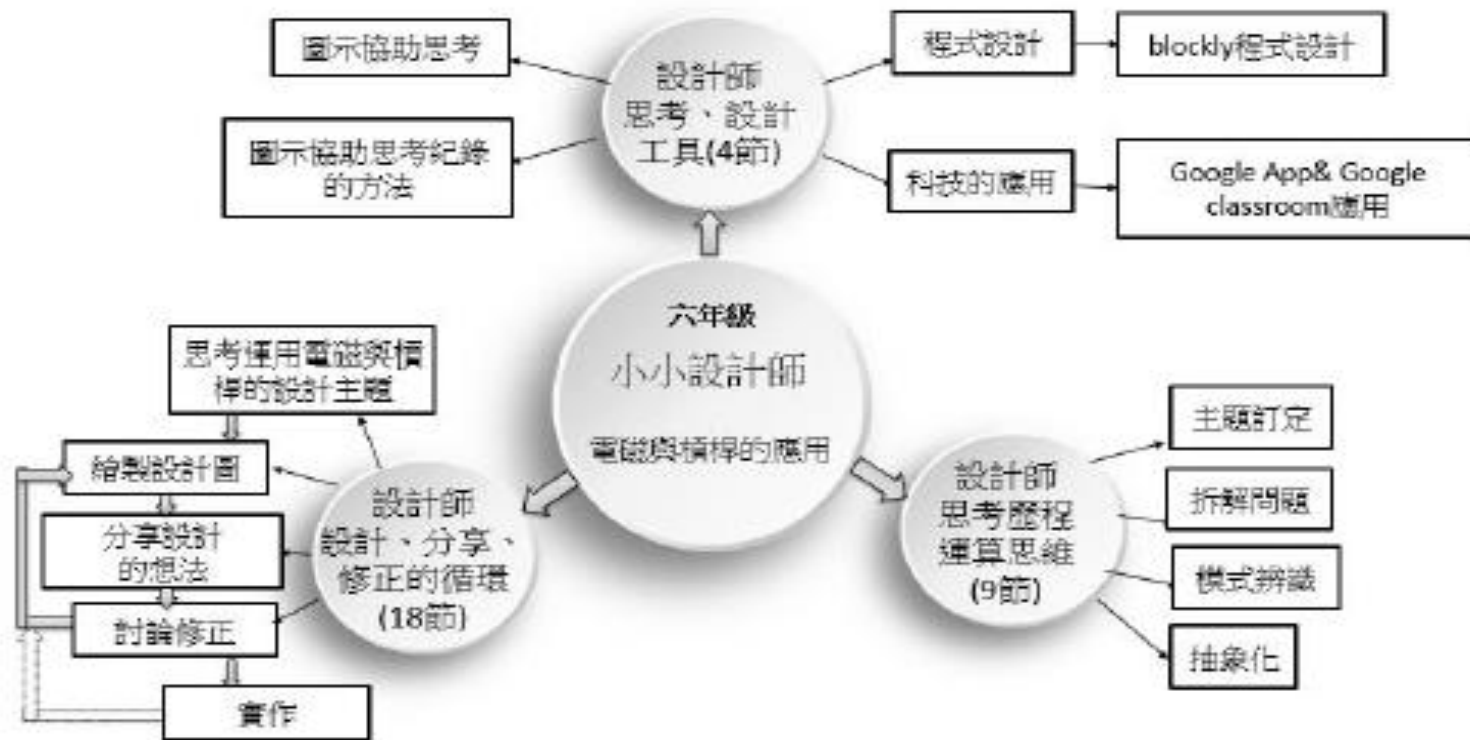 圖示協助思考
圖示協助思考紀錄
的方法
設計師
思考、設計
工具(4節)
程式設計
blockly程式設計
科技的應用
Google App& Google
classroom應用
六年級
小小設計師
電磁與槓桿的應用
思考運用電磁與槓
桿的設計主題
繪製設計圖
分享設計
的想法
討論修正
實作
設計師
設計、分享、
修正的循環
(18節)
設計師
思考歷程
運算思維
(9節)
主題訂定
拆解問題
模式辨識
抽象化